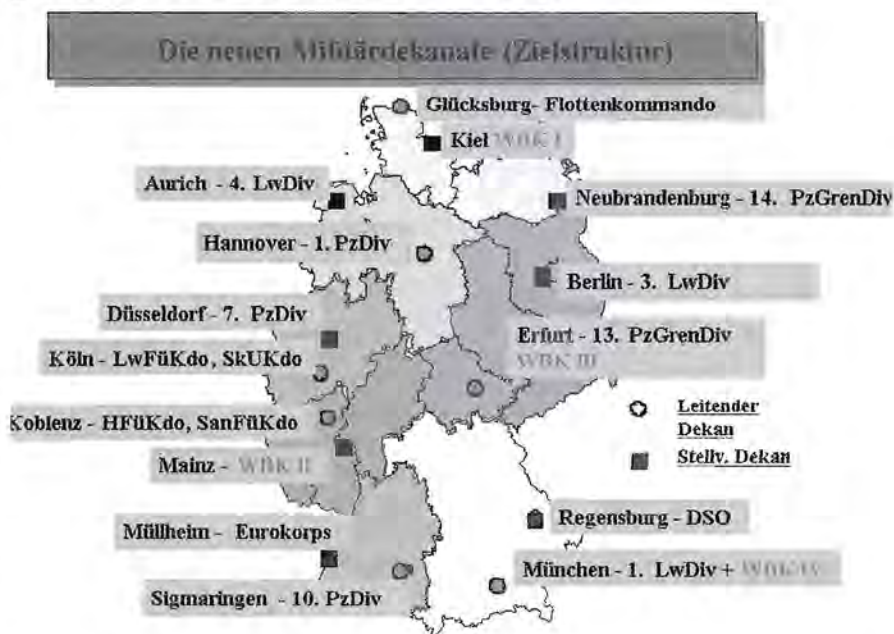 Die neuen Militärdekanate (Zielstruktur)
Glücksburg- Flottenkommando
Kiel WBK I
Aurich - 4. LwDiv
Neubrandenburg - 14. PzGrenDiv
Hannover - 1. PzDiv
Berlin - 3. LwDiv
Düsseldorf - 7. PzDiv
Erfurt - 13. PzGrenDiv
WBK III
Köln - LwFüKdo, SkUKdo
Leitender
Dekan
Koblenz - HFüKdo, SanFüKdo
Stellv. Dekan
Mainz - WBK II
Regensburg - DSO
Müllheim - Eurokorps
München - 1. LwDiv + WBK IV
Sigmaringen - 10. PzDiv